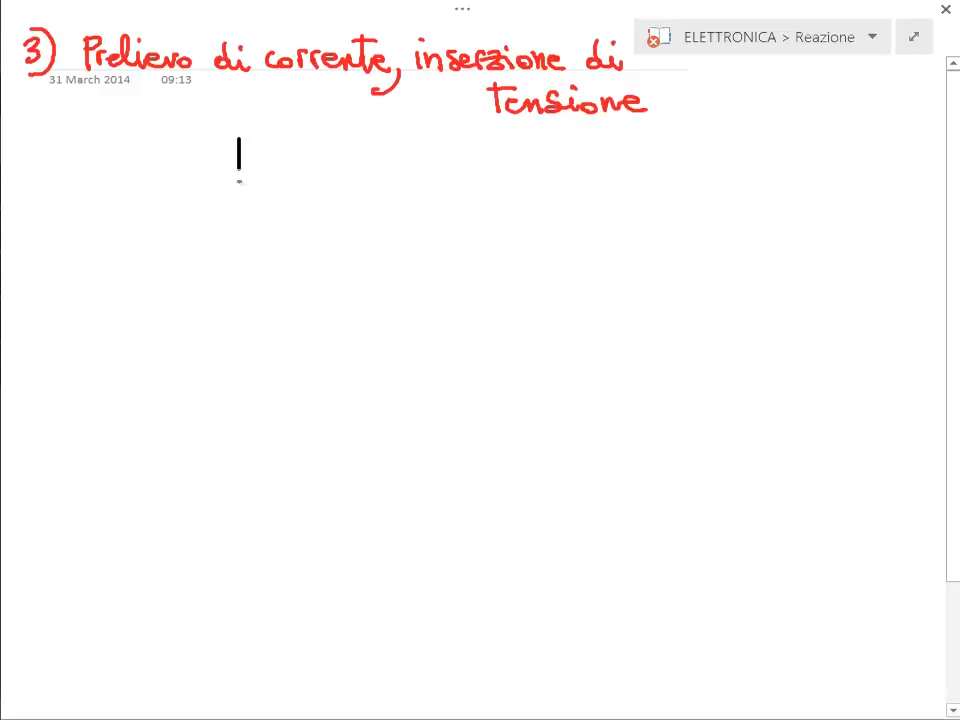 3) Prelievo di corrente, inserzione di
tensione
ELETTRONICA > Reazione
31 March 2014 09:13